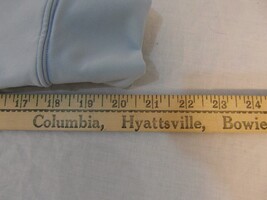 17 18 19 20 21 22 23 24
Columbia, Hyattsville, Bowie